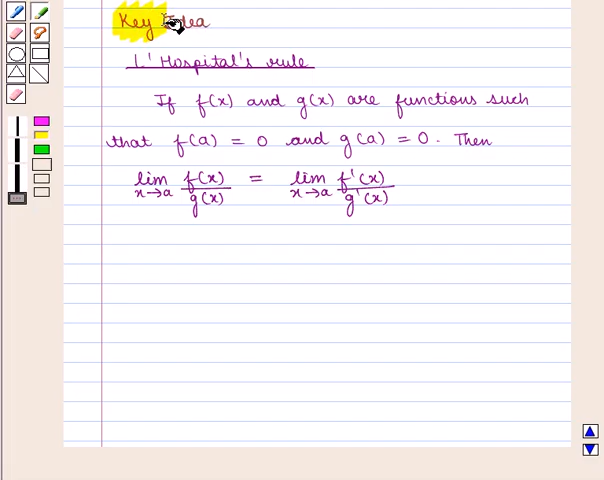 Key Idea
L'Hospital's rule
If f(x) and g(x) are functions such
that f(a) = 0 and g(a) = 0. Then
lim x→a f(x)/g(x) = lim x→a f'(x)/g'(x)